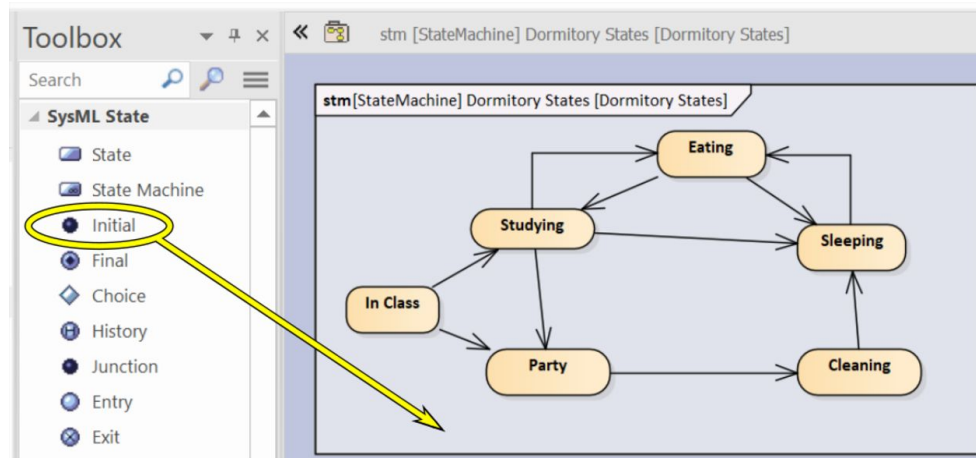 Toolbox
Search
SysML State
State
State Machine
Initial
Final
Choice
History
Junction
Entry
Exit
stm [StateMachine] Dormitory States [Dormitory States]
stm[StateMachine] Dormitory States [Dormitory States]
Eating
Studying
Sleeping
In Class
Party
Cleaning